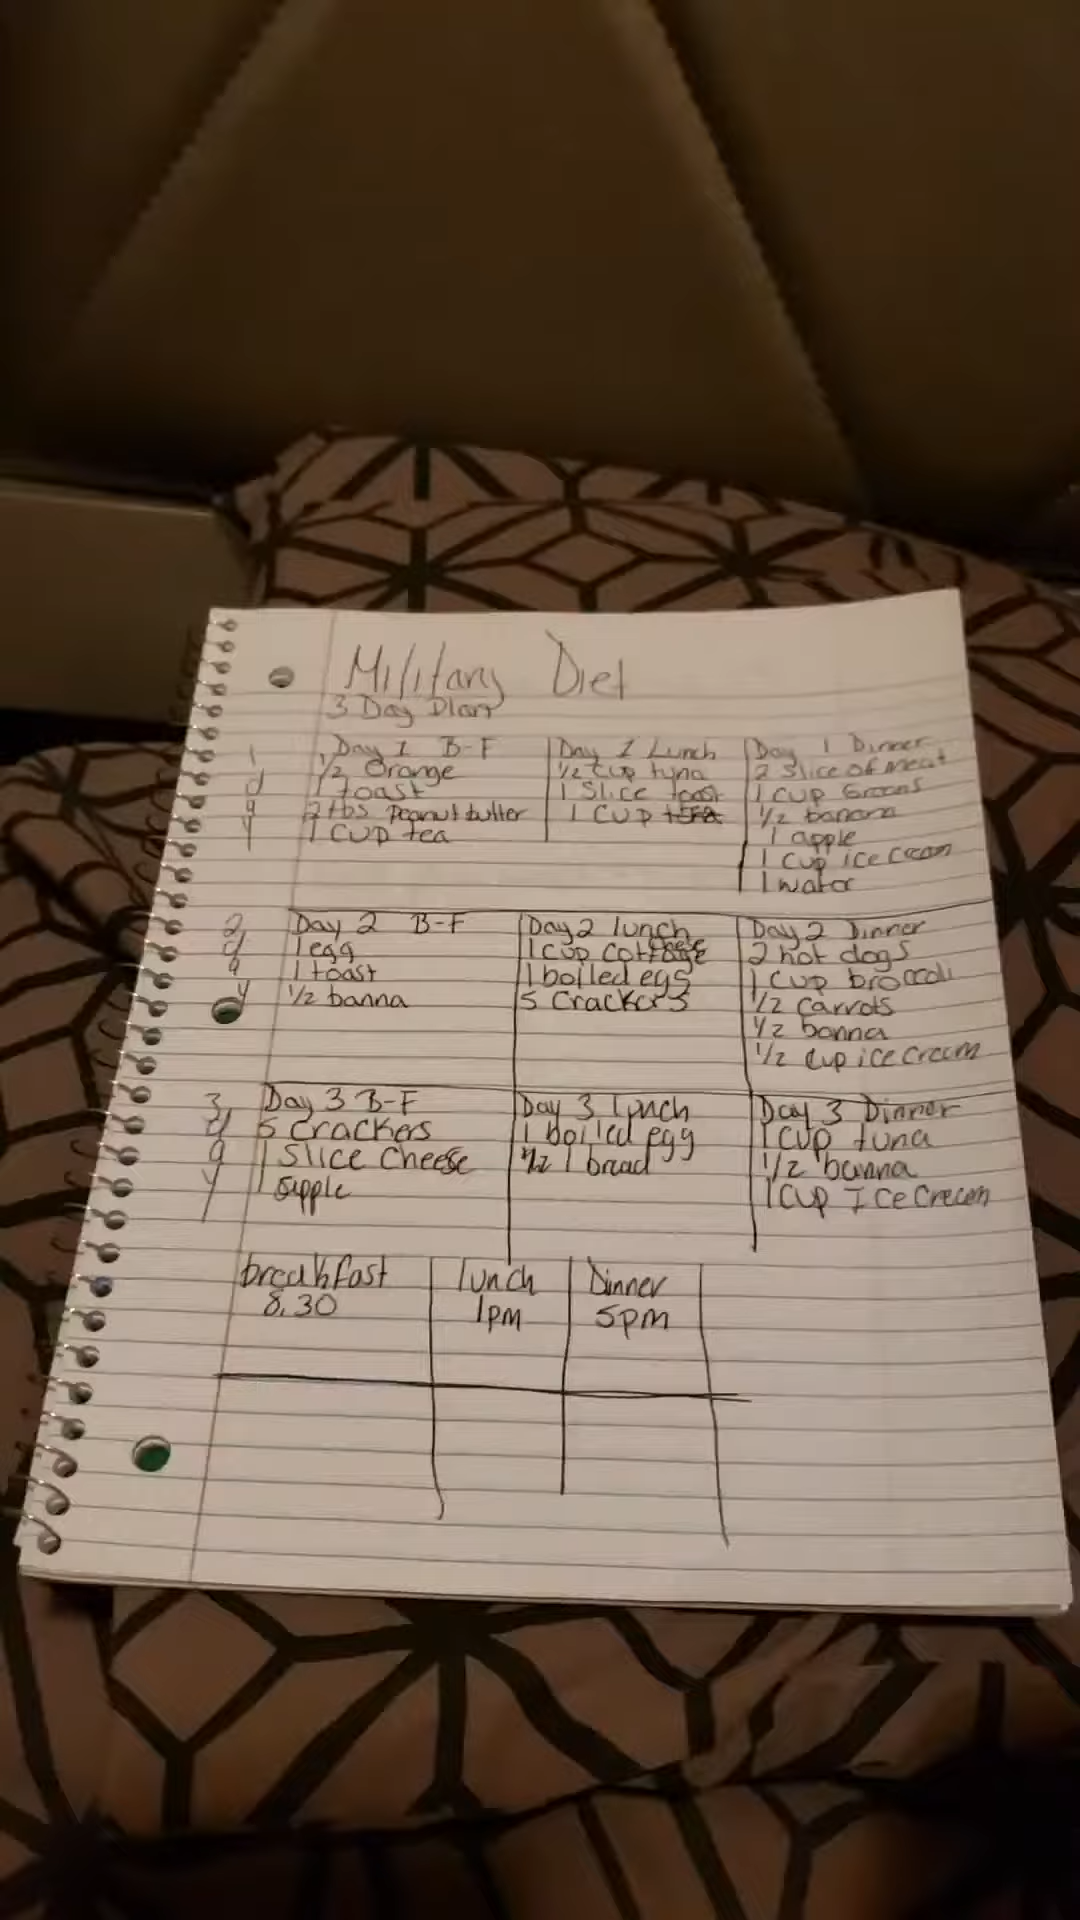 Military Diet
3 Day Diary
1 day
Day 1 B-F
1/2 Orange
1 toast
2 tbs Peanut butter
1 Cup tea
Day 1 Lunch
1/2 cup tuna
1 Slice toast
1 Cup tea
Day 1 Dinner
2 Slice of meat
1 cup Greens
1/2 banana
1 apple
1 cup ice cream
1 water
2 day
Day 2 B-F
1 egg
1 toast
1/2 banna
Day 2 lunch
1 cup cottage cheese
1 boiled egg
5 Crackers
Day 2 Dinner
2 hot dogs
1 Cup broccoli
1/2 carrots
1/2 banna
1/2 cup ice cream
3 day
Day 3 B-F
5 crackers
1 Slice Cheese
apple
Day 3 Lunch
1 boiled egg
1 bread
Day 3 Dinner
1 cup tuna
1/2 banna
1 cup Ice Cream
breakfast
8.30
lunch
1pm
Dinner
5pm